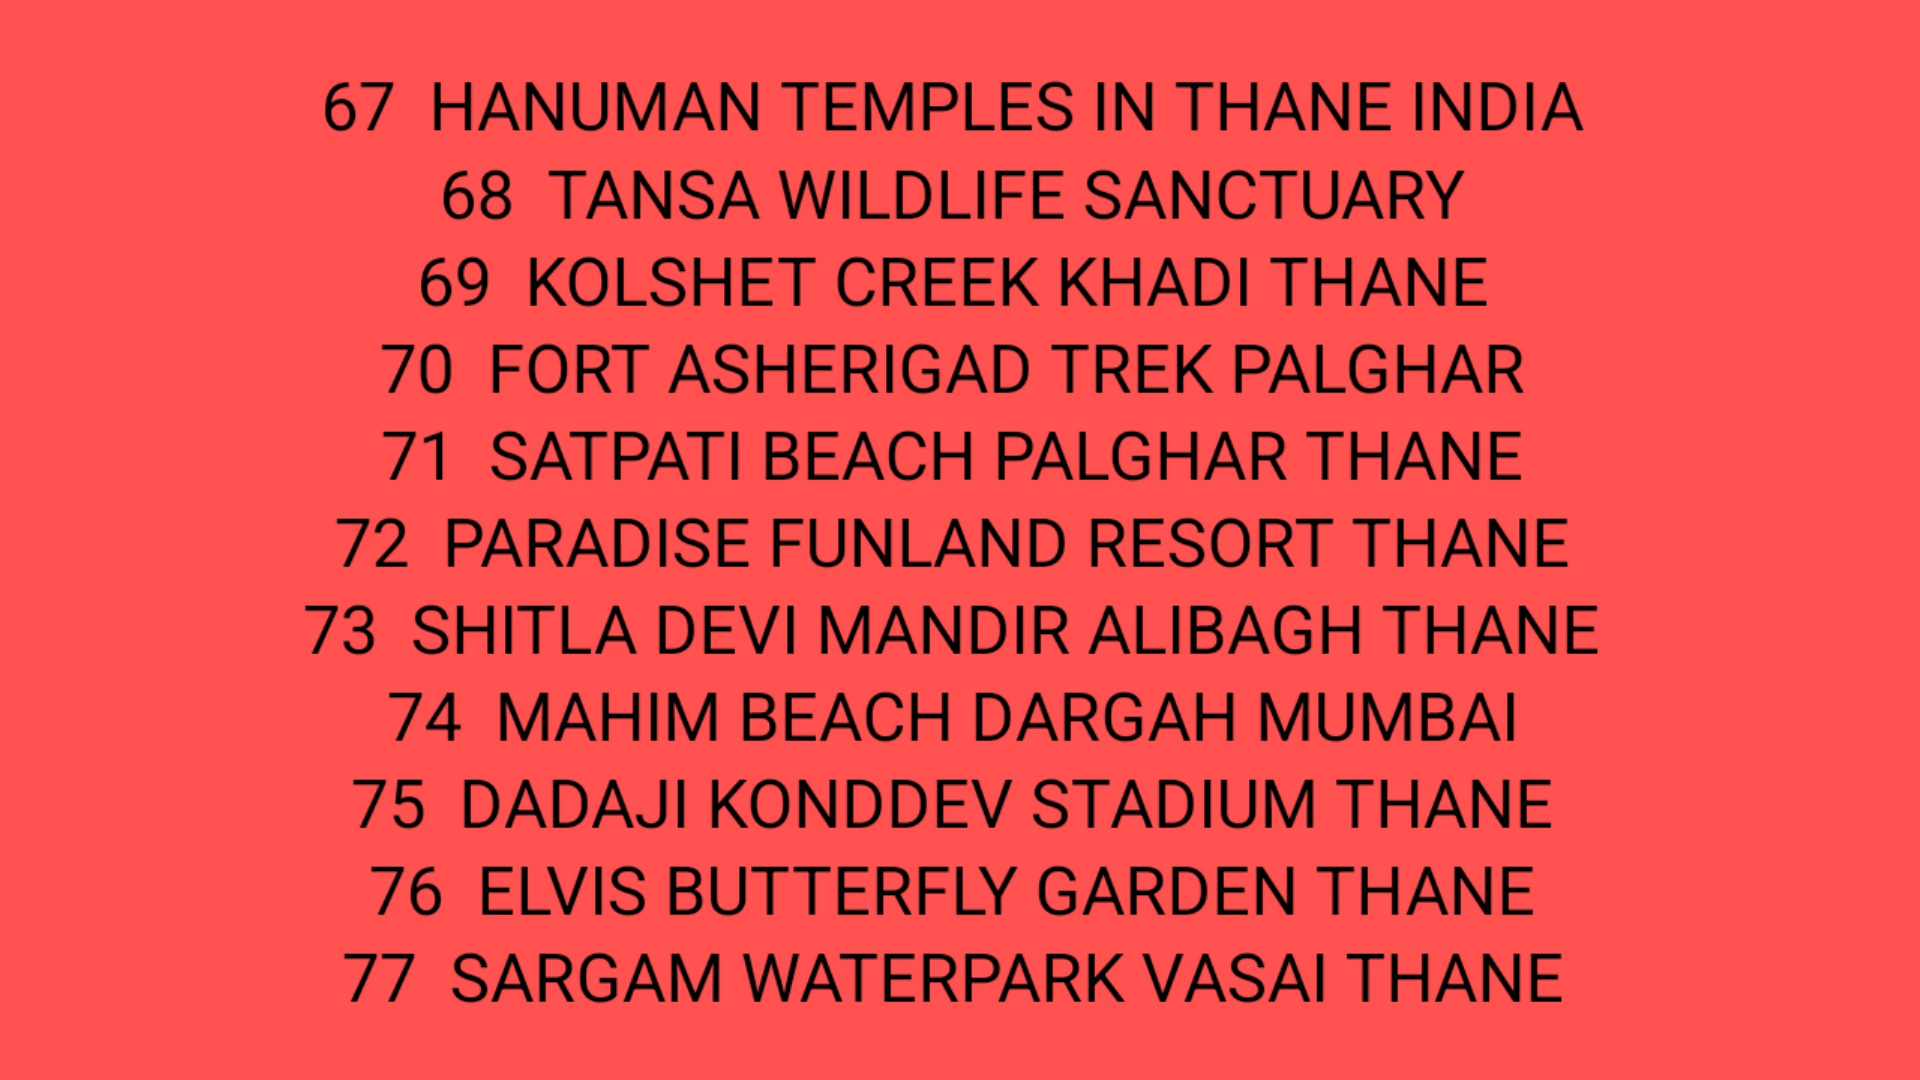 67 HANUMAN TEMPLES IN THANE INDIA
68 TANSA WILDLIFE SANCTUARY
69 KOLSHET CREEK KHADI THANE
70 FORT ASHERIGAD TREK PALGHAR
71 SATPATI BEACH PALGHAR THANE
72 PARADISE FUNLAND RESORT THANE
73 SHITLA DEVI MANDIR ALIBAGH THANE
74 MAHIM BEACH DARGAH MUMBAI
75 DADAJI KONDDEV STADIUM THANE
76 ELVIS BUTTERFLY GARDEN THANE
77 SARGAM WATERPARK VASAI THANE